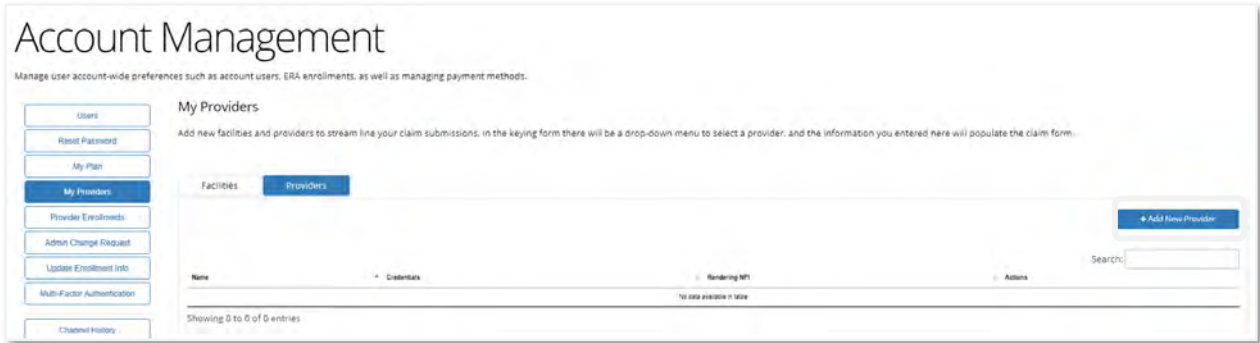 Account Management
Manage user account-wide preferences such as account users, ERA enrollments, as well as managing payment methods.
Users
Reset Password
My Plan
My Providers
Provider Enrollments
Admin Change Request
Update Enrollment Info
Multi-Factor Authentication
Channel History
My Providers
Add new facilities and providers to stream line your claim submissions. In the keying form there will be a drop-down menu to select a provider, and the information you entered here will populate the claim form.
Facilities Providers
+ Add New Provider
Search:
Name Credentials Rendering NPI Actions
No data available in table
Showing 0 to 0 of 0 entries